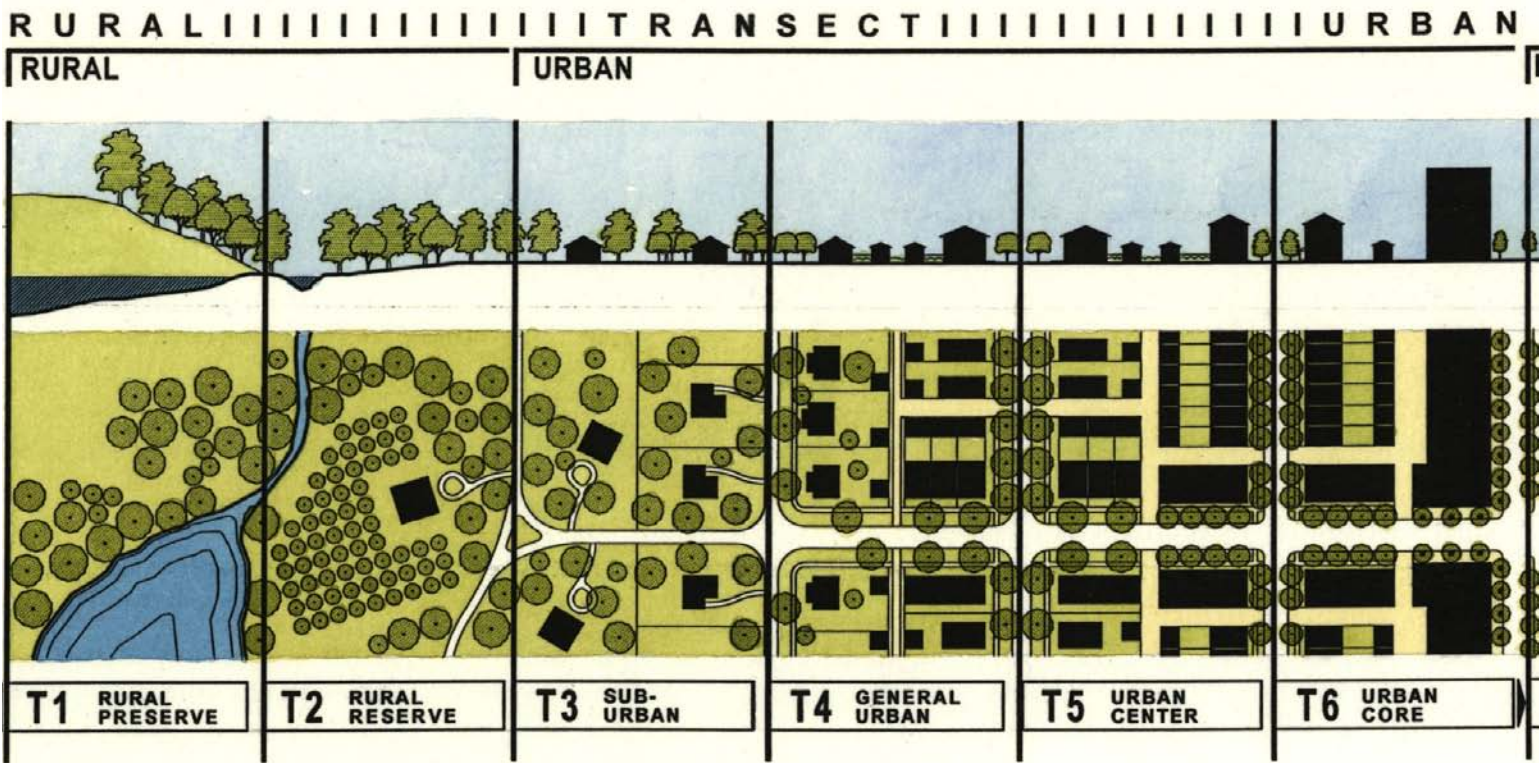 R U R A L I I I I I I I I I I I I I T R A N S E C T I I I I I I I I I I I I I U R B A N
RURAL
URBAN
T1 RURAL PRESERVE
T2 RURAL RESERVE
T3 SUB-URBAN
T4 GENERAL URBAN
T5 URBAN CENTER
T6 URBAN CORE